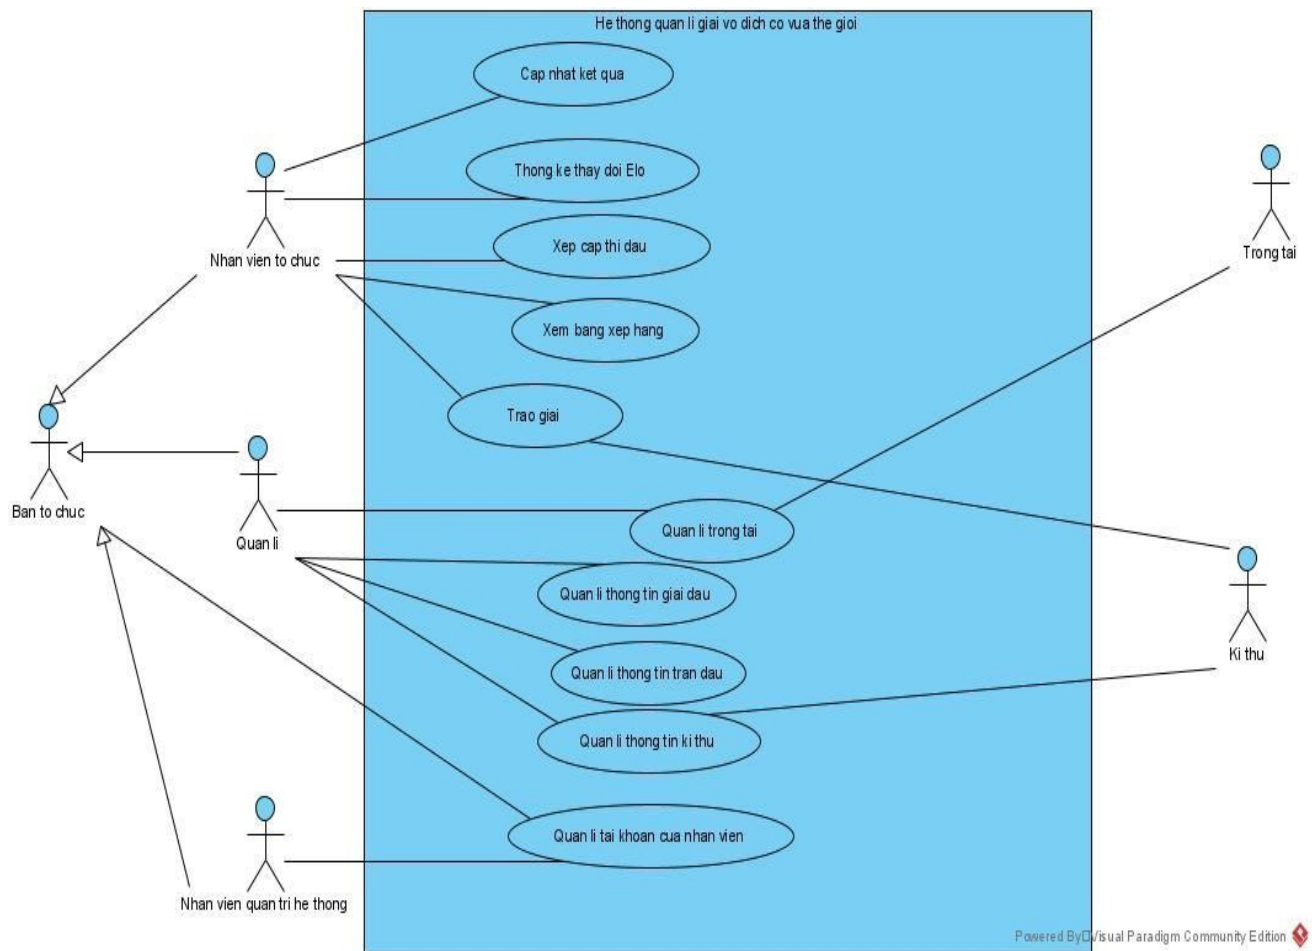 He thong quan li giai vo dich co vua the gioi
Cap nhat ket qua
Thong ke thay doi Elo
Trong tai
Xep cap thi dau
Nhan vien to chuc
Xem bang xep hang
Trao giai
Ban to chuc
Quan li trong tai
Quan li
Quan li thong tin giai dau
Ki thu
Quan li thong tin tran dau
Quan li thong tin ki thu
Quan li tai khoan cua nhan vien
Nhan vien quan tri he thong
Powered By Visual Paradigm Community Edition